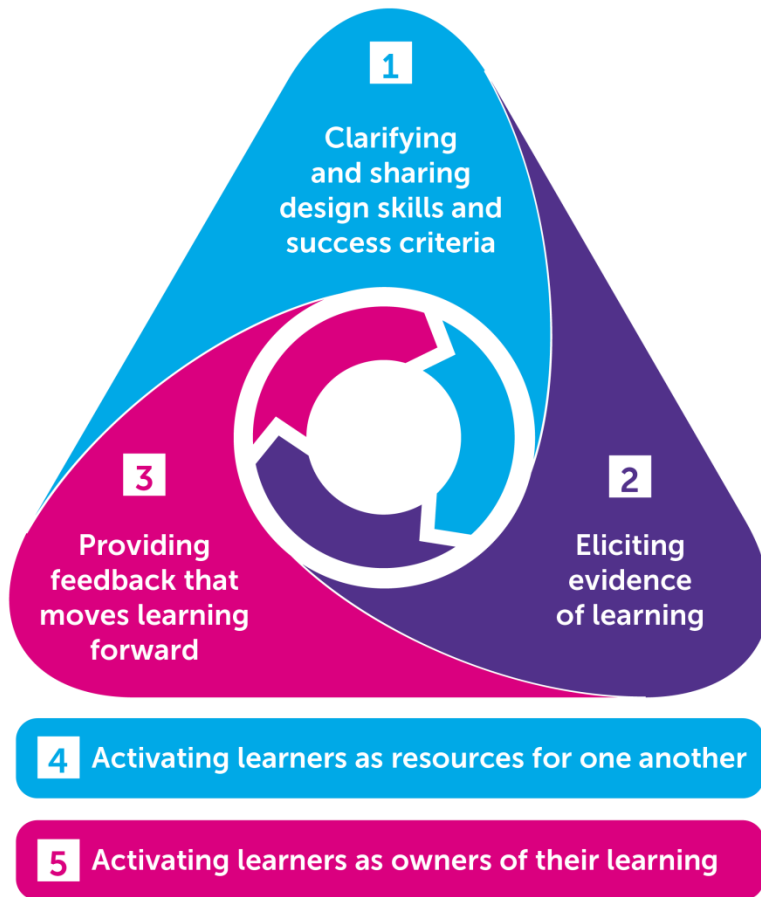 1
Clarifying
and sharing
design skills and
success criteria
2
Eliciting
evidence
of learning
3
Providing
feedback that
moves learning
forward
4 Activating learners as resources for one another
5 Activating learners as owners of their learning